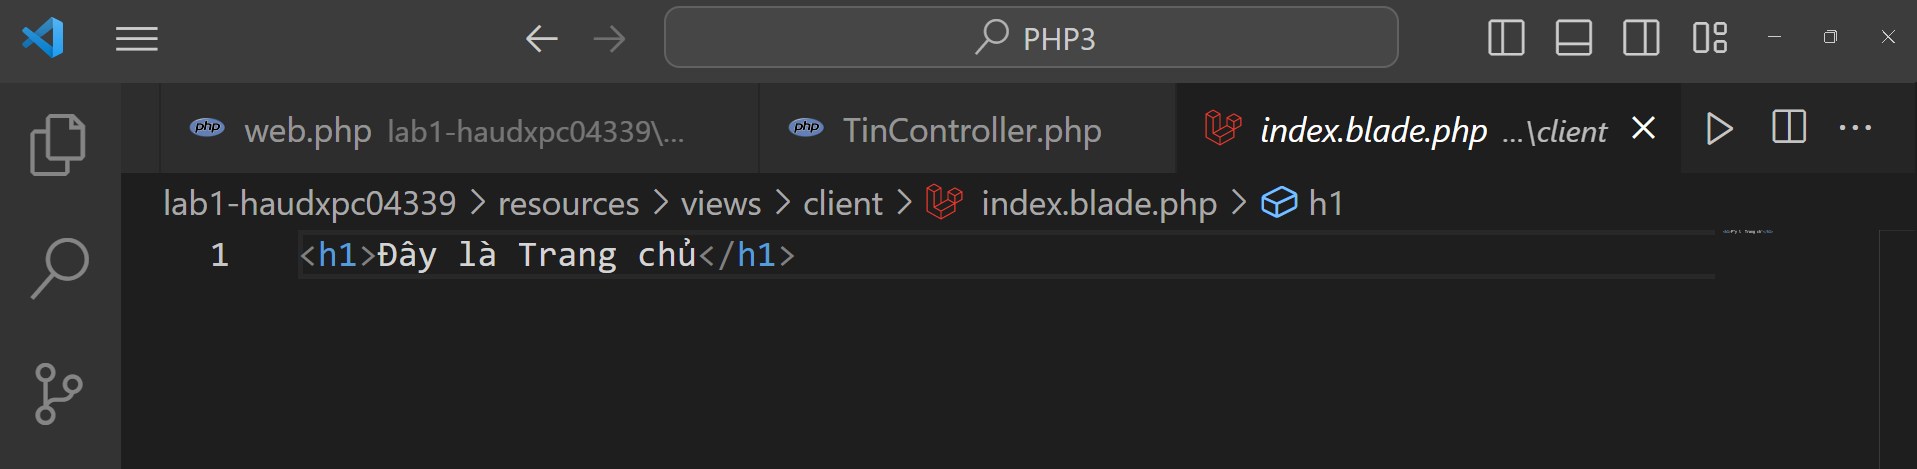 PHP3
php web.php lab1-haudxpc04339\... php TinController.php index.blade.php ...\client
lab1-haudxpc04339 > resources > views > client > index.blade.php > h1
1 <h1>Đây là Trang chủ</h1>